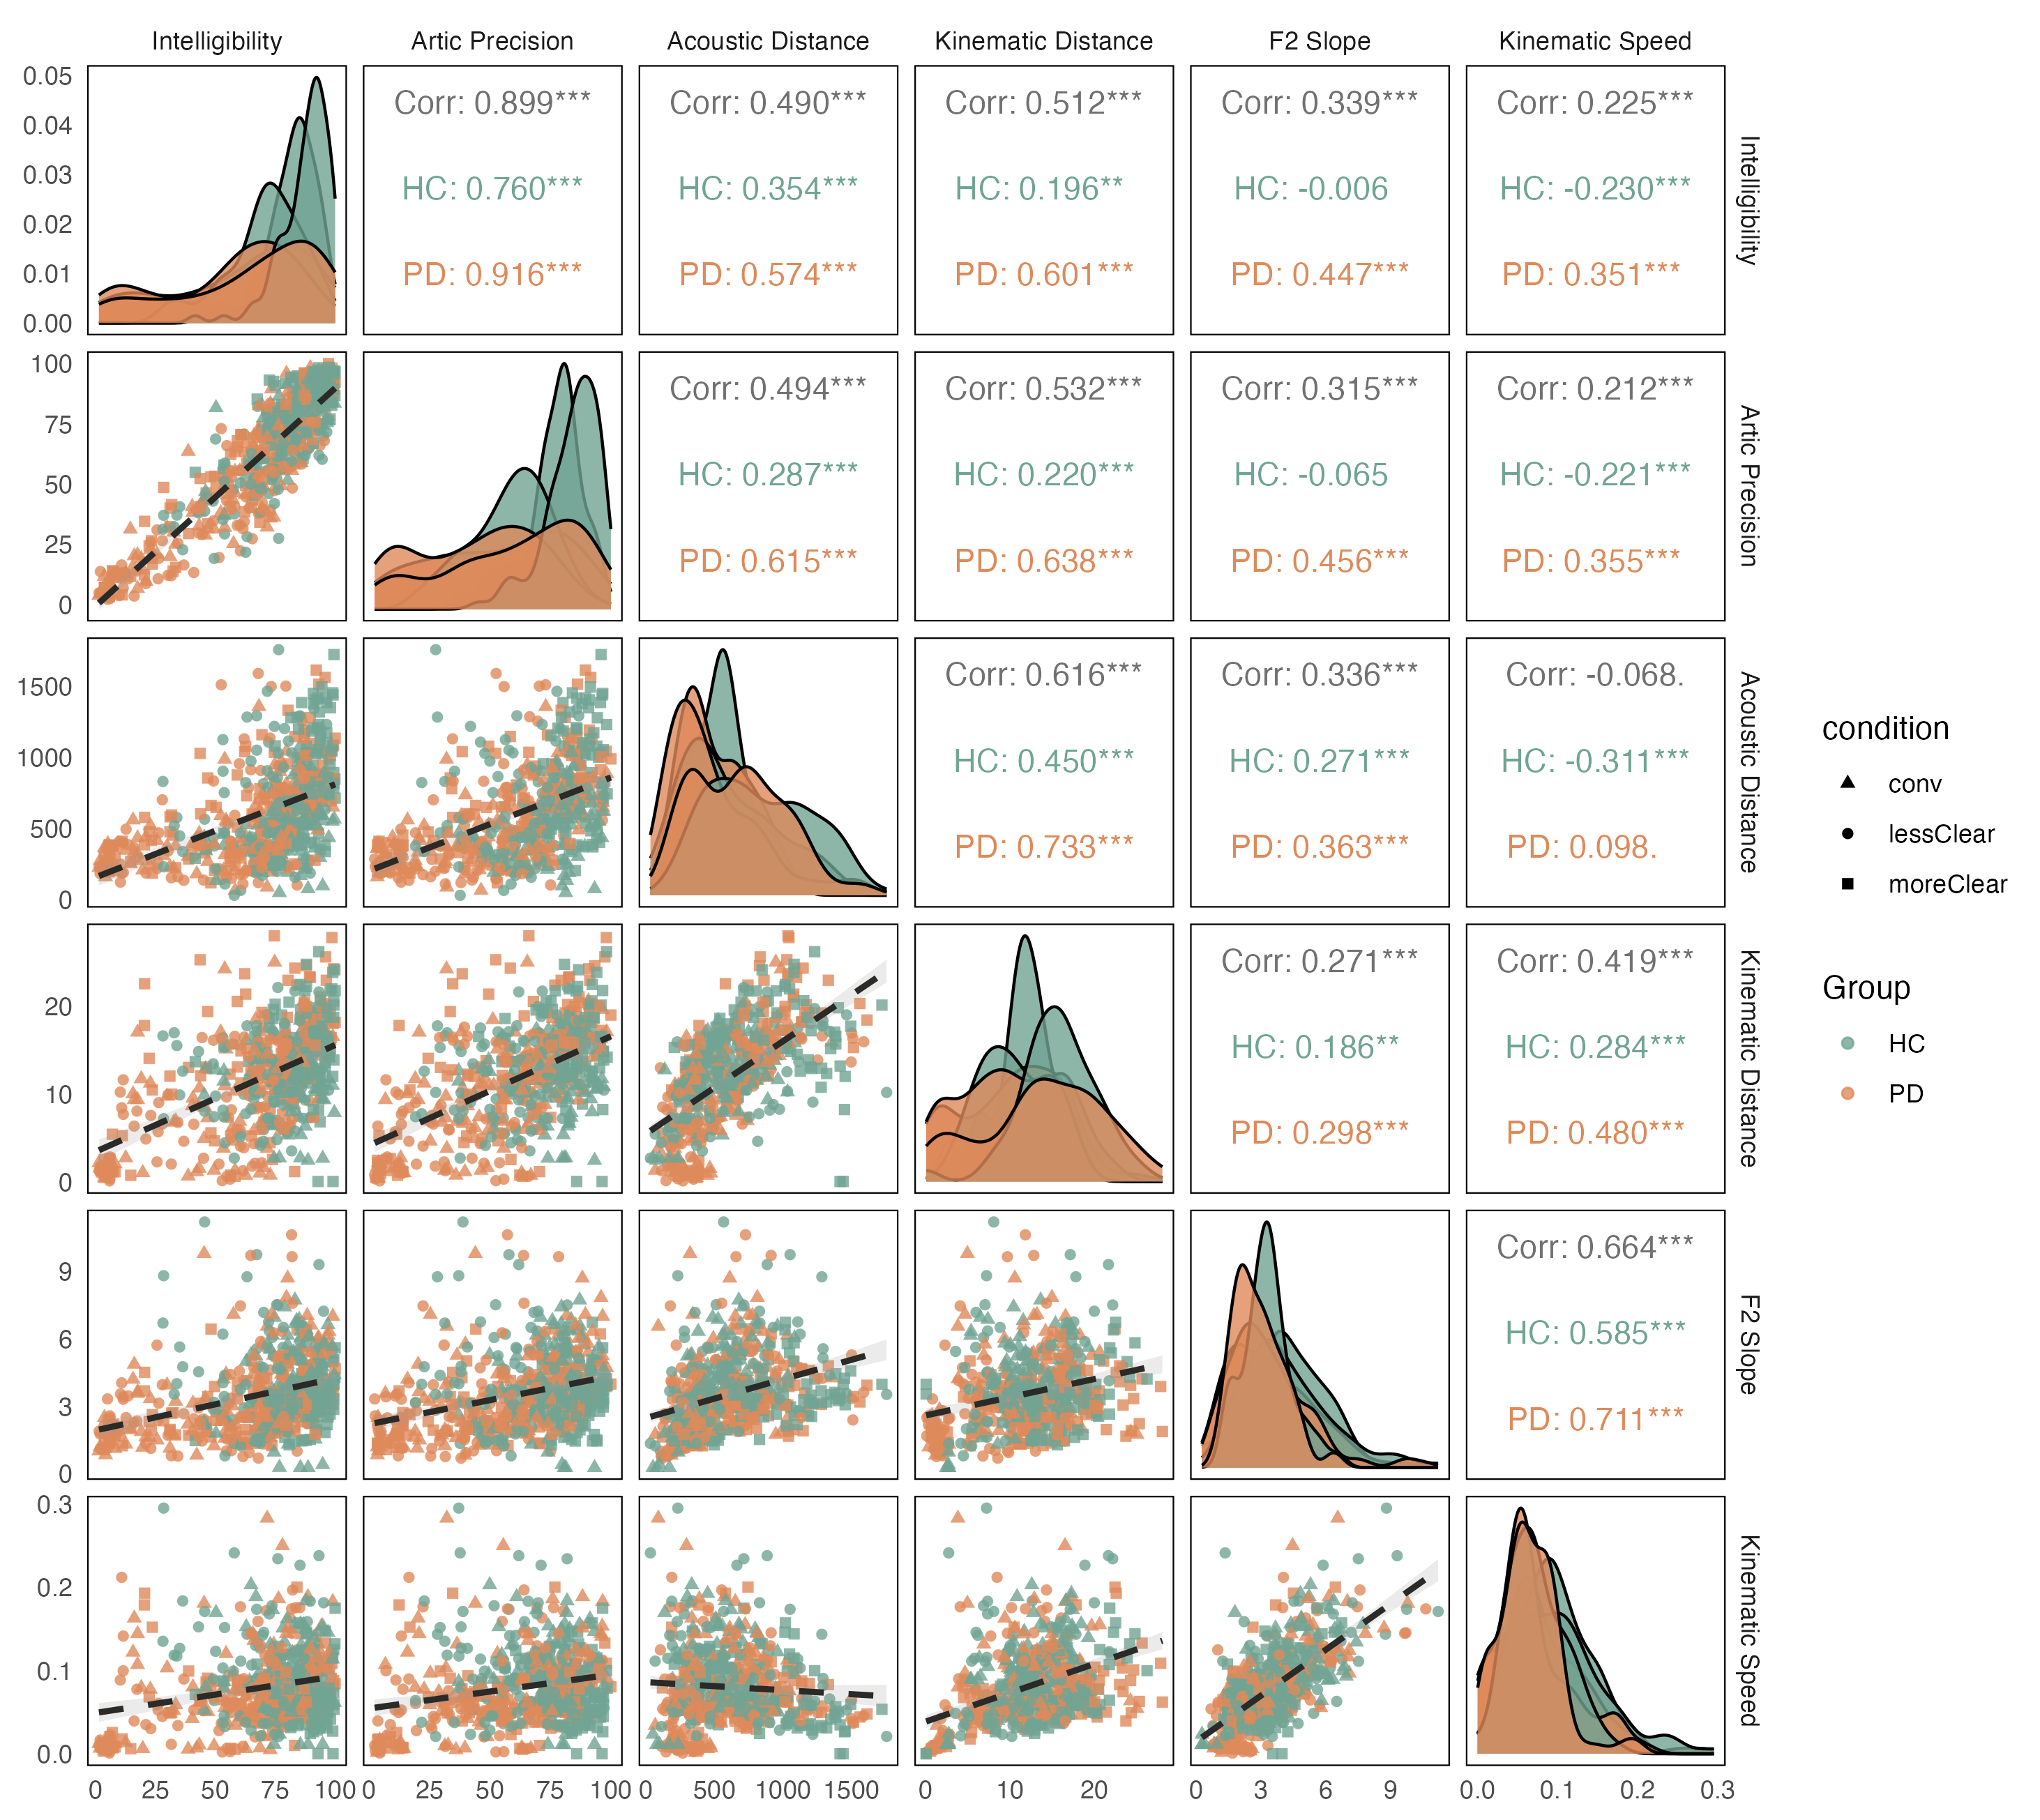 Intelligibility Artic Precision Acoustic Distance Kinematic Distance F2 Slope Kinematic Speed
0.05
0.04
0.03
0.02
0.01
0.00
Corr: 0.899***
HC: 0.760***
PD: 0.916***
Corr: 0.490***
HC: 0.354***
PD: 0.574***
Corr: 0.512***
HC: 0.196**
PD: 0.601***
Corr: 0.339***
HC: -0.006
PD: 0.447***
Corr: 0.225***
HC: -0.230***
PD: 0.351***
Intelligibility
100
75
50
25
0
Corr: 0.494***
HC: 0.287***
PD: 0.615***
Corr: 0.532***
HC: 0.220***
PD: 0.638***
Corr: 0.315***
HC: -0.065
PD: 0.456***
Corr: 0.212***
HC: -0.221***
PD: 0.355***
Artic Precision
1500
1000
500
0
Corr: 0.616***
HC: 0.450***
PD: 0.733***
Corr: 0.336***
HC: 0.271***
PD: 0.363***
Corr: -0.068.
HC: -0.311***
PD: 0.098.
Acoustic Distance
20
10
0
Corr: 0.271***
HC: 0.186**
PD: 0.298***
Corr: 0.419***
HC: 0.284***
PD: 0.480***
Kinematic Distance
9
6
3
0
Corr: 0.664***
HC: 0.585***
PD: 0.711***
F2 Slope
0.3
0.2
0.1
0.0
Kinematic Speed
0 25 50 75 100
0 25 50 75 100
0 500 1000 1500
0 10 20
0 3 6 9
0.0 0.1 0.2 0.3
condition
conv
lessClear
moreClear
Group
HC
PD